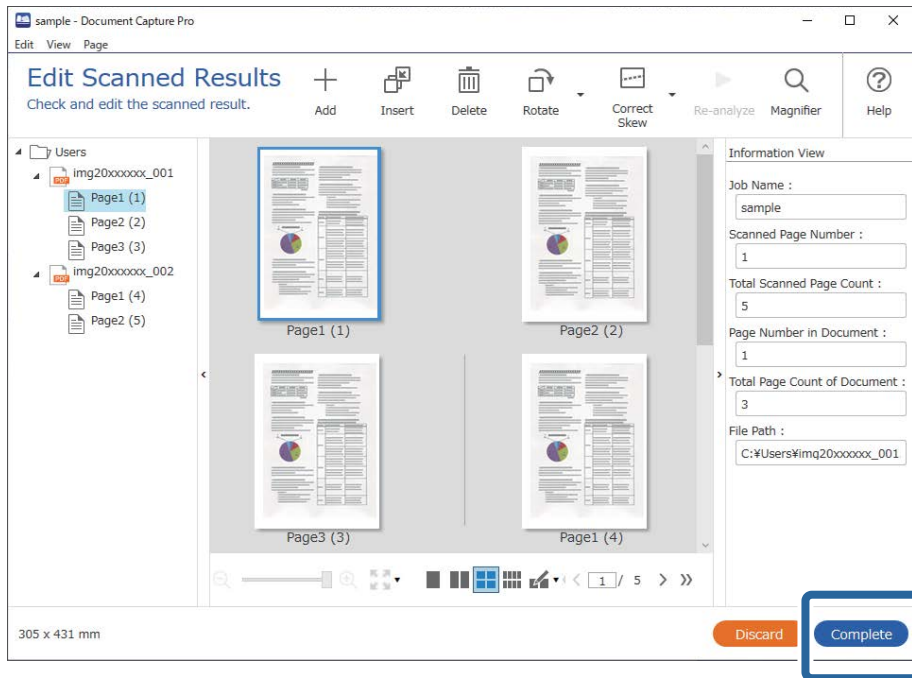 sample - Document Capture Pro
Edit View Page
Edit Scanned Results
Check and edit the scanned result.
Add
Insert
Delete
Rotate
Correct
Skew
Re-analyze
Magnifier
Help
Users
img20xxxxxx_001
Page1 (1)
Page2 (2)
Page3 (3)
img20xxxxxx_002
Page1 (4)
Page2 (5)
Page1 (1)
Page2 (2)
Page3 (3)
Page1 (4)
Information View
Job Name :
sample
Scanned Page Number :
1
Total Scanned Page Count :
5
Page Number in Document :
1
Total Page Count of Document :
3
File Path :
C:¥Users¥img20xxxxxx_001
1 / 5
305 x 431 mm
Discard
Complete